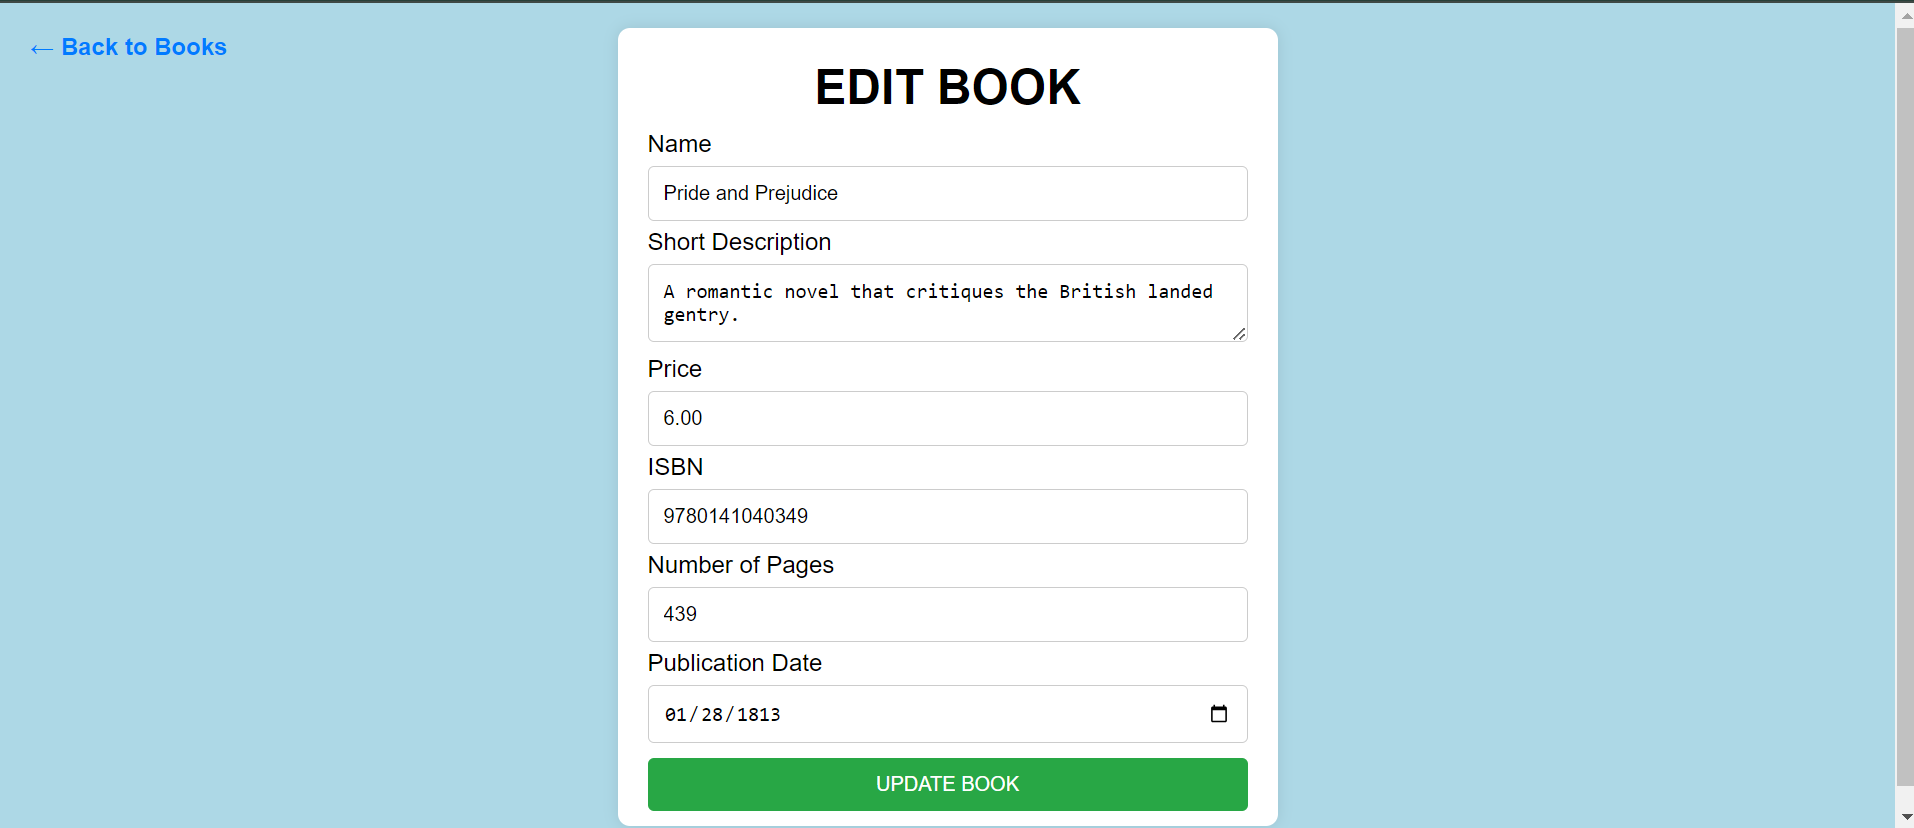 ← Back to Books
EDIT BOOK
Name
Pride and Prejudice
Short Description
A romantic novel that critiques the British landed
gentry.
Price
6.00
ISBN
9780141040349
Number of Pages
439
Publication Date
01/28/1813
UPDATE BOOK